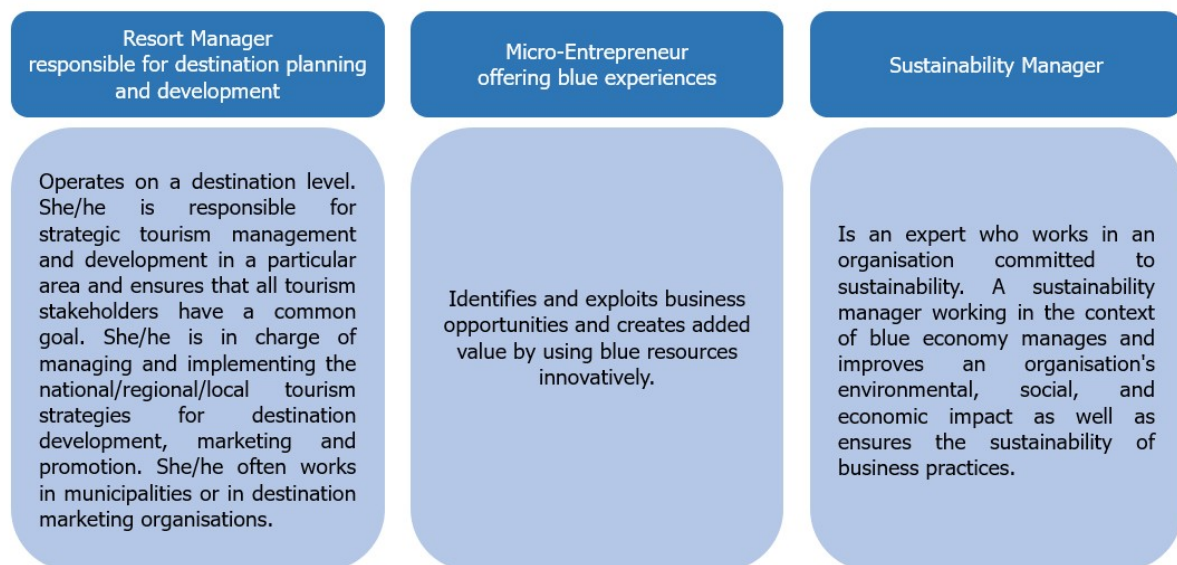 Resort Manager
responsible for destination planning
and development
Operates on a destination level.
She/he is responsible for
strategic tourism management
and development in a particular
area and ensures that all tourism
stakeholders have a common
goal. She/he is in charge of
managing and implementing the
national/regional/local tourism
strategies for destination
development, marketing and
promotion. She/he often works
in municipalities or in destination
marketing organisations.
Micro-Entrepreneur
offering blue experiences
Identifies and exploits business
opportunities and creates added
value by using blue resources
innovatively.
Sustainability Manager
Is an expert who works in an
organisation committed to
sustainability. A sustainability
manager working in the context
of blue economy manages and
improves an organisation's
environmental, social, and
economic impact as well as
ensures the sustainability of
business practices.